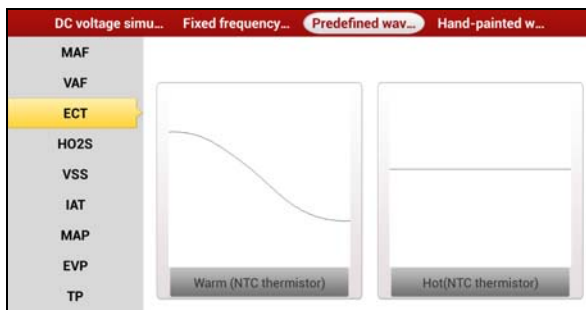 DC voltage simu... Fixed frequency... Predefined wav... Hand-painted w...
MAF
VAF
ECT
HO2S
VSS
IAT
MAP
EVP
TP
Warm (NTC thermistor) Hot(NTC thermistor)